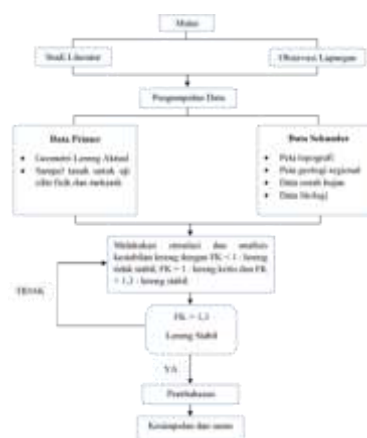 Mulai
Studi Literatur
Observasi Lapangan
Pengumpulan Data
Data Primer
• Geometri Lereng Aktual
• Sampel tanah untuk uji
sifat fisik dan mekanik
Data Sekunder
• Peta topografi
• Peta geologi regional
• Data curah hujan
• Data litologi
Melakukan simulasi dan analisis
kestabilan lereng dengan FK < 1 : lereng
tidak stabil, FK = 1 : lereng kritis dan FK
> 1,3 : lereng stabil
TIDAK
FK > 1,3
Lereng Stabil
YA
Pembahasan
Kesimpulan dan saran